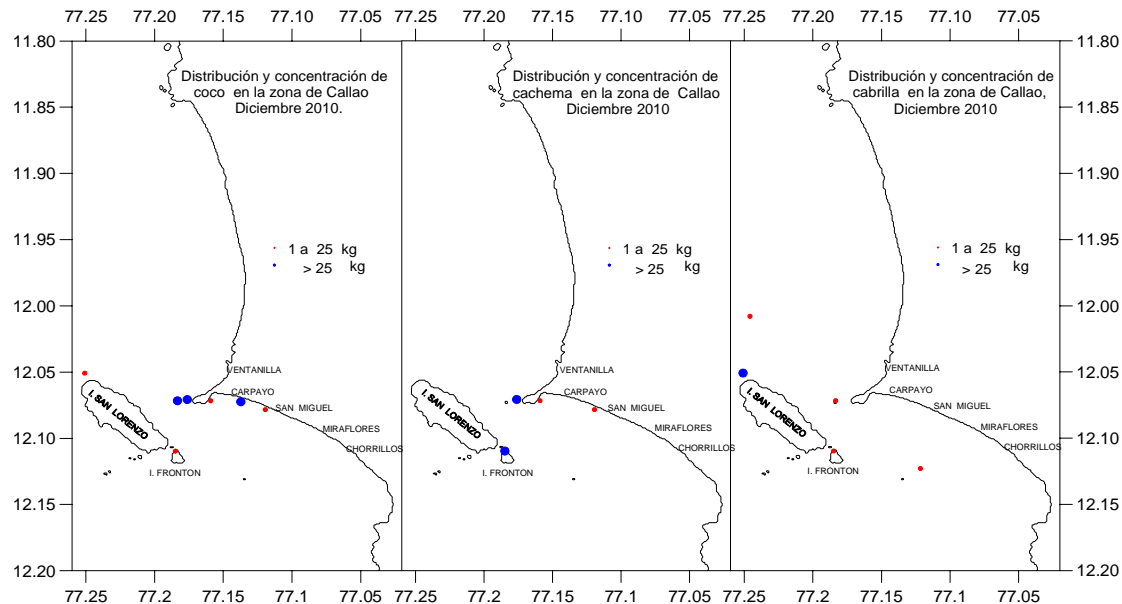 77.25 77.2 77.15 77.1 77.05 77.25 77.2 77.15 77.1 77.05 77.25 77.2 77.15 77.1 77.05
11.80 11.80
11.85 11.85
11.90 11.90
11.95 11.95
12.00 12.00
12.05 12.05
12.10 12.10
12.15 12.15
12.20 12.20
Distribución y concentración de
coco en la zona de Callao
Diciembre 2010.
1 a 25 kg
> 25 kg
VENTANILLA
CARPAYO
SAN MIGUEL
MIRAFLORES
CHORRILLOS
I. SAN LORENZO
I. FRONTON
Distribución y concentración de
cachema en la zona de Callao
Diciembre 2010
1 a 25 kg
> 25 kg
VENTANILLA
CARPAYO
SAN MIGUEL
MIRAFLORES
CHORRILLOS
I. SAN LORENZO
I. FRONTON
Distribución y concentración de
cabrilla en la zona de Callao,
Diciembre 2010
1 a 25 kg
> 25 kg
VENTANILLA
CARPAYO
SAN MIGUEL
MIRAFLORES
CHORRILLOS
I. SAN LORENZO
I. FRONTON
77.25 77.2 77.15 77.1 77.05 77.25 77.2 77.15 77.1 77.05 77.25 77.2 77.15 77.1 77.05